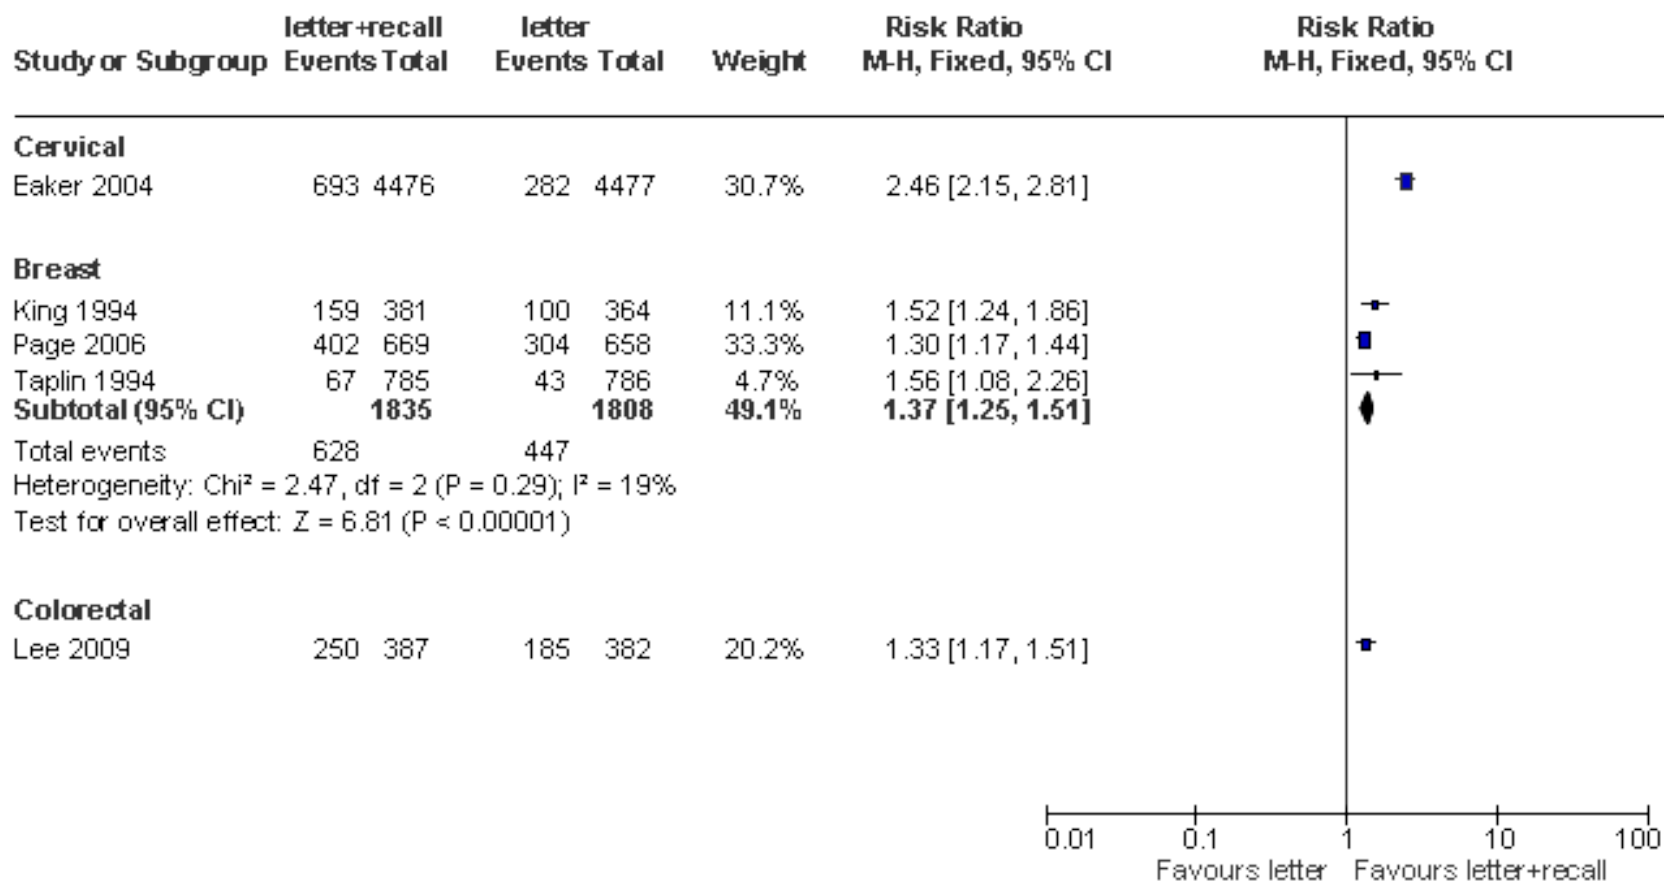 letter+recall letter Risk Ratio Risk Ratio
Study or Subgroup Events Total Events Total Weight M-H, Fixed, 95% CI M-H, Fixed, 95% CI
Cervical
Eaker 2004 693 4476 282 4477 30.7% 2.46 [2.15, 2.81]
Breast
King 1994 159 381 100 364 11.1% 1.52 [1.24, 1.86]
Page 2006 402 669 304 658 33.3% 1.30 [1.17, 1.44]
Taplin 1994 67 785 43 786 4.7% 1.56 [1.08, 2.26]
Subtotal (95% CI) 1835 1808 49.1% 1.37 [1.25, 1.51]
Total events 628 447
Heterogeneity: Chi² = 2.47, df = 2 (P = 0.29); I² = 19%
Test for overall effect: Z = 6.81 (P < 0.00001)
Colorectal
Lee 2009 250 387 185 382 20.2% 1.33 [1.17, 1.51]
0.01 0.1 1 10 100
Favours letter Favours letter+recall